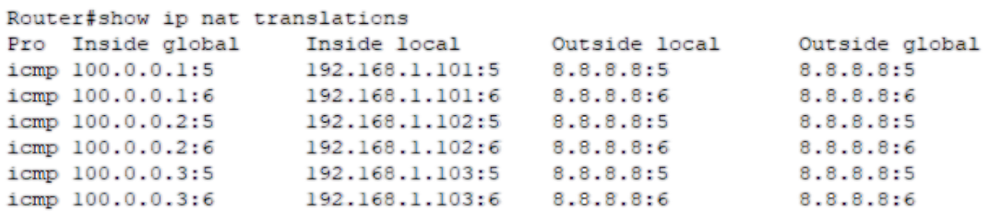 Router#show ip nat translations
Pro Inside global Inside local Outside local Outside global
icmp 100.0.0.1:5 192.168.1.101:5 8.8.8.8:5 8.8.8.8:5
icmp 100.0.0.1:6 192.168.1.101:6 8.8.8.8:6 8.8.8.8:6
icmp 100.0.0.2:5 192.168.1.102:5 8.8.8.8:5 8.8.8.8:5
icmp 100.0.0.2:6 192.168.1.102:6 8.8.8.8:6 8.8.8.8:6
icmp 100.0.0.3:5 192.168.1.103:5 8.8.8.8:5 8.8.8.8:5
icmp 100.0.0.3:6 192.168.1.103:6 8.8.8.8:6 8.8.8.8:6